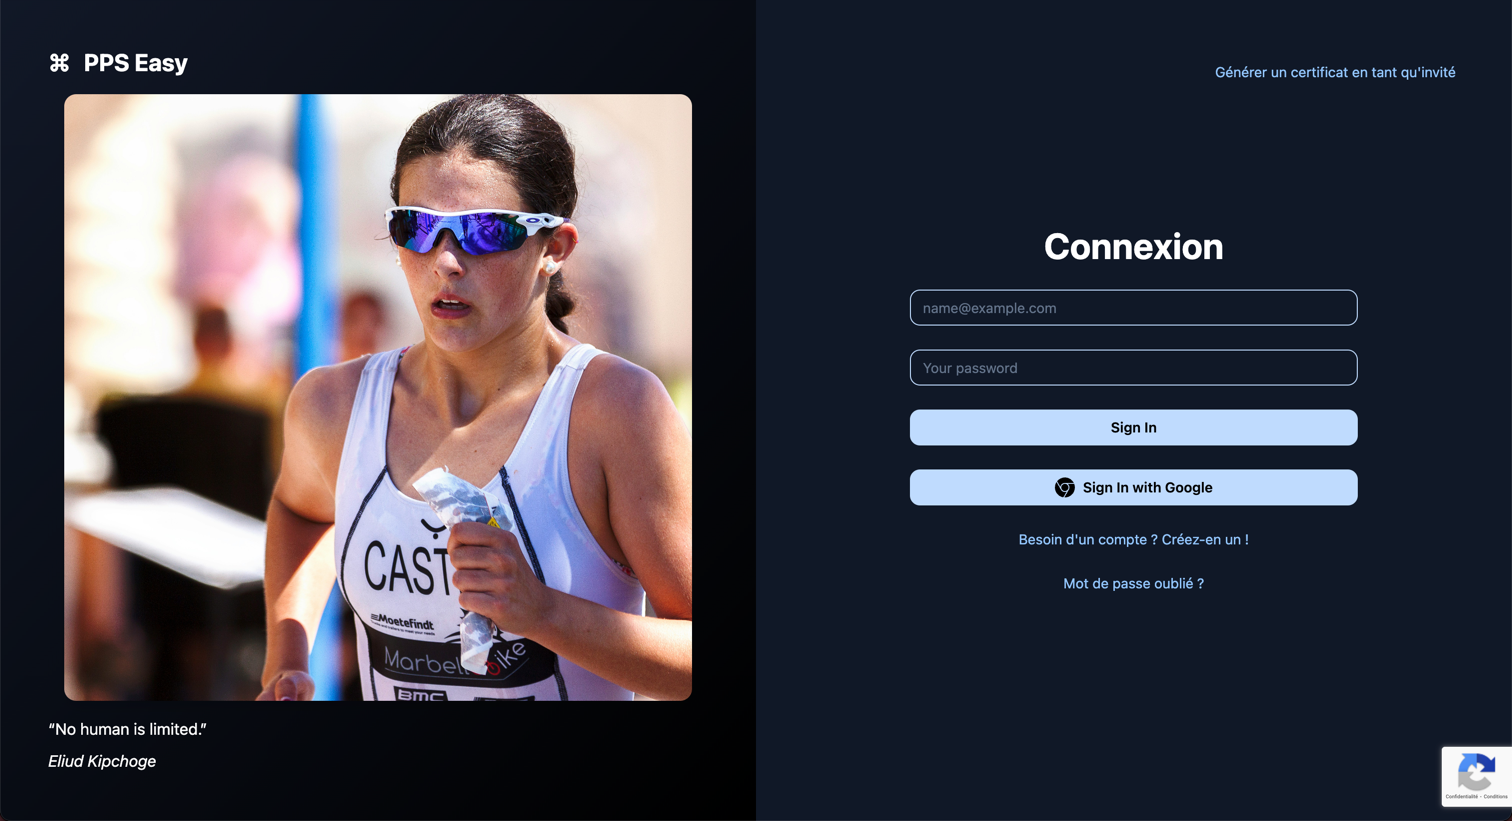 PPS Easy
Générer un certificat en tant qu'invité
CAST
Moetefindt
Marbel
ike
BMC
“No human is limited.”
Eliud Kipchoge
Connexion
name@example.com
Your password
Sign In
Sign In with Google
Besoin d'un compte ? Créez-en un !
Mot de passe oublié ?
Confidentialité - Conditions